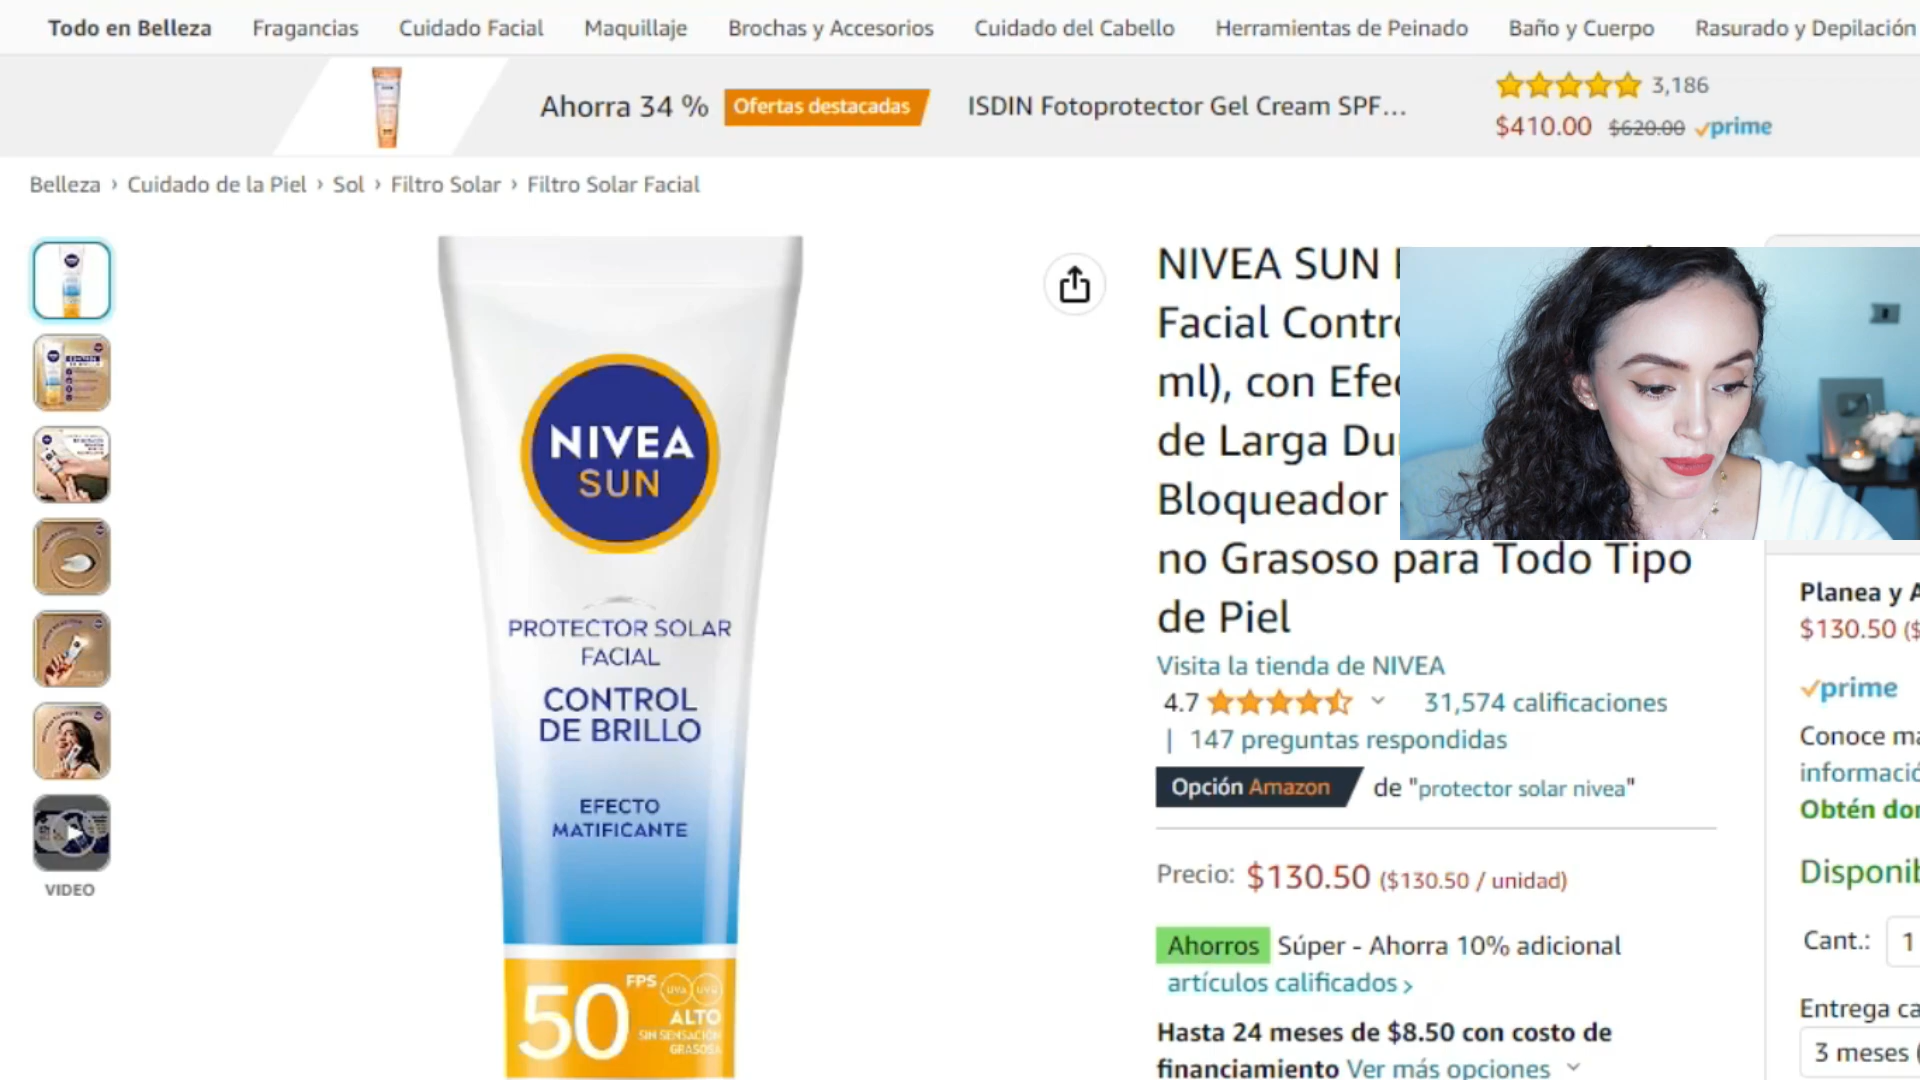 Todo en Belleza Fragancias Cuidado Facial Maquillaje Brochas y Accesorios Cuidado del Cabello Herramientas de Peinado Baño y Cuerpo Rasurado y Depilación
Ahorra 34 % Ofertas destacadas ISDIN Fotoprotector Gel Cream SPF... 3,186
$410.00 $620.00 prime
Belleza › Cuidado de la Piel › Sol › Filtro Solar › Filtro Solar Facial
NIVEA
SUN
PROTECTOR SOLAR
FACIAL
CONTROL
DE BRILLO
EFECTO
MATIFICANTE
50 FPS UVA UVB
ALTO
SIN SENSACIÓN
GRASOSA
VIDEO
NIVEA SUN
Facial
ml), con
de Larga
Bloqueador
no Grasoso para Todo Tipo
de Piel
Visita la tienda de NIVEA
4.7 31,574 calificaciones
| 147 preguntas respondidas
Opción Amazon de "protector solar nivea"
Precio: $130.50 ($130.50 / unidad)
Ahorros Súper - Ahorra 10% adicional
artículos calificados ›
Hasta 24 meses de $8.50 con costo de
financiamiento Ver más opciones
Planea y
$130.50
prime
Conoce
Obtén
Cant.: 1
Entrega
3 meses